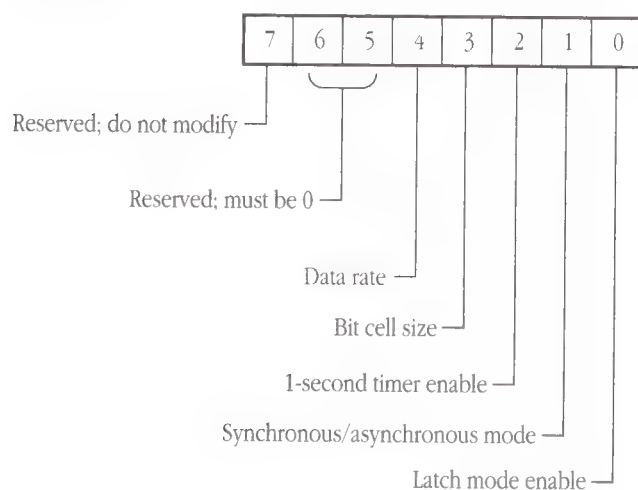 7 6 5 4 3 2 1 0
Reserved; do not modify
Reserved; must be 0
Data rate
Bit cell size
1-second timer enable
Synchronous/asynchronous mode
Latch mode enable